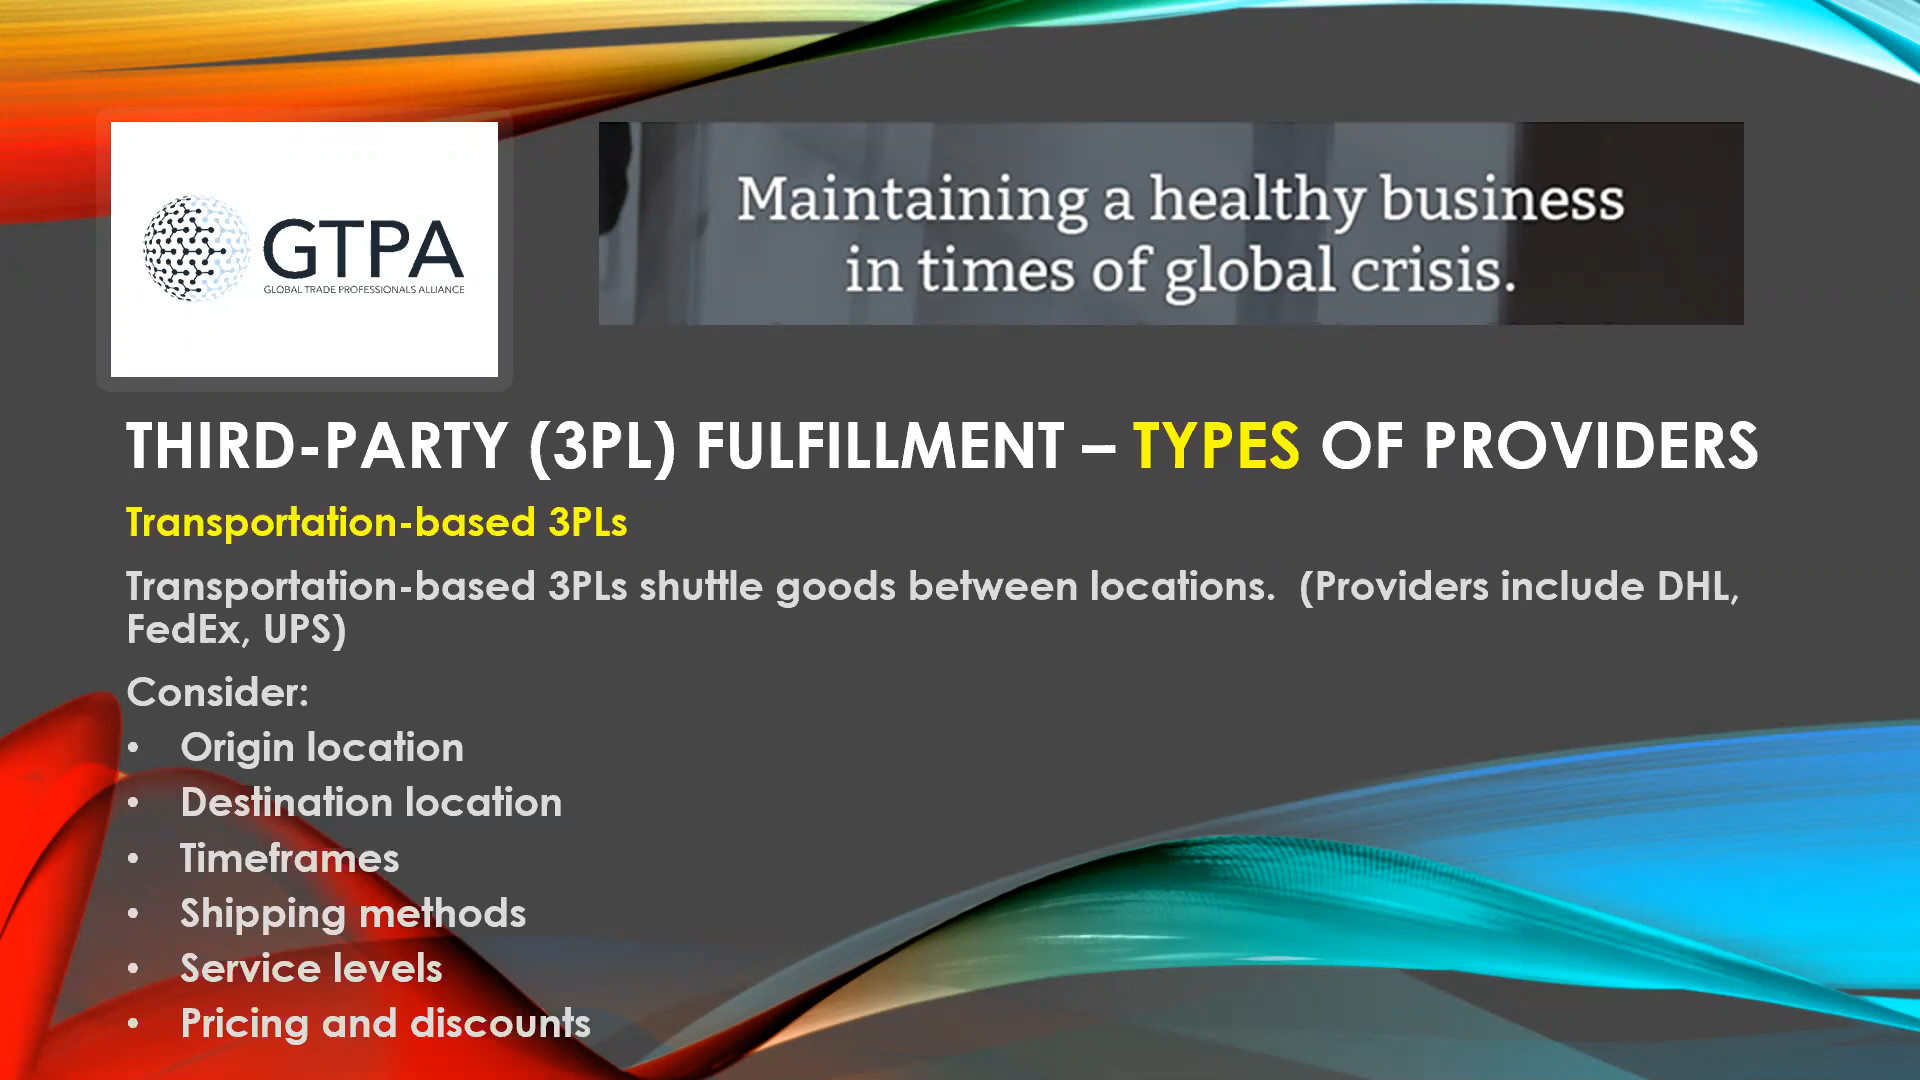 GTPA
GLOBAL TRADE PROFESSIONALS ALLIANCE
Maintaining a healthy business
in times of global crisis.
THIRD-PARTY (3PL) FULFILLMENT – TYPES OF PROVIDERS
Transportation-based 3PLs
Transportation-based 3PLs shuttle goods between locations.  (Providers include DHL,
FedEx, UPS)
Consider:
• Origin location
• Destination location
• Timeframes
• Shipping methods
• Service levels
• Pricing and discounts